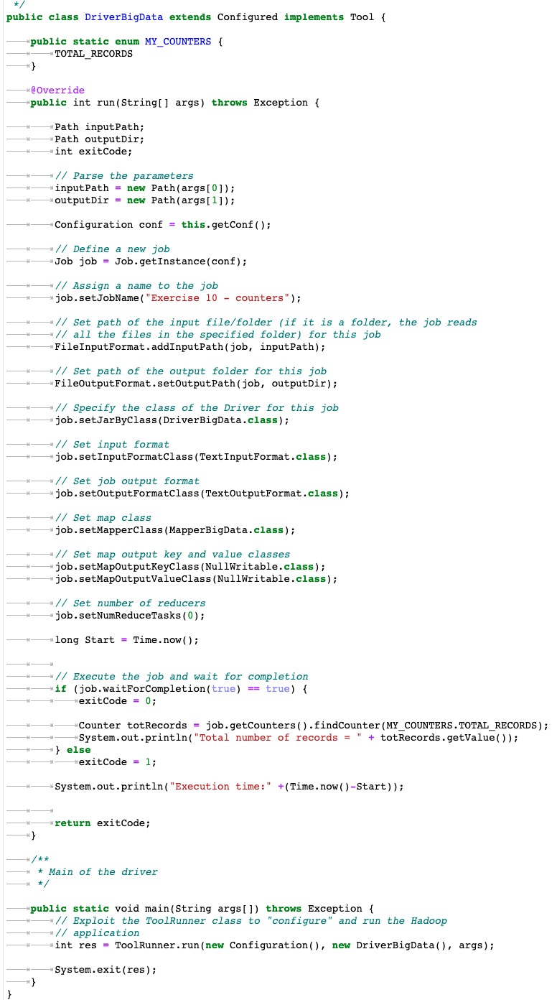 */
public class DriverBigData extends Configured implements Tool {
public static enum MY_COUNTERS {
TOTAL_RECORDS
}
@Override
public int run(String[] args) throws Exception {
Path inputPath;
Path outputDir;
int exitCode;
// Parse the parameters
inputPath = new Path(args[0]);
outputDir = new Path(args[1]);
Configuration conf = this.getConf();
// Define a new job
Job job = Job.getInstance(conf);
// Assign a name to the job
job.setJobName("Exercise 10 - counters");
// Set path of the input file/folder (if it is a folder, the job reads
// all the files in the specified folder) for this job
FileInputFormat.addInputPath(job, inputPath);
// Set path of the output folder for this job
FileOutputFormat.setOutputPath(job, outputDir);
// Specify the class of the Driver for this job
job.setJarByClass(DriverBigData.class);
// Set input format
job.setInputFormatClass(TextInputFormat.class);
// Set job output format
job.setOutputFormatClass(TextOutputFormat.class);
// Set map class
job.setMapperClass(MapperBigData.class);
// Set map output key and value classes
job.setMapOutputKeyClass(NullWritable.class);
job.setMapOutputValueClass(NullWritable.class);
// Set number of reducers
job.setNumReduceTasks(0);
long Start = Time.now();
// Execute the job and wait for completion
if (job.waitForCompletion(true) == true) {
exitCode = 0;
Counter totRecords = job.getCounters().findCounter(MY_COUNTERS.TOTAL_RECORDS);
System.out.println("Total number of records = " + totRecords.getValue());
} else
exitCode = 1;
System.out.println("Execution time:" +(Time.now()-Start));
return exitCode;
}
/**
* Main of the driver
*/
public static void main(String args[]) throws Exception {
// Exploit the ToolRunner class to "configure" and run the Hadoop
// application
int res = ToolRunner.run(new Configuration(), new DriverBigData(), args);
System.exit(res);
}
}